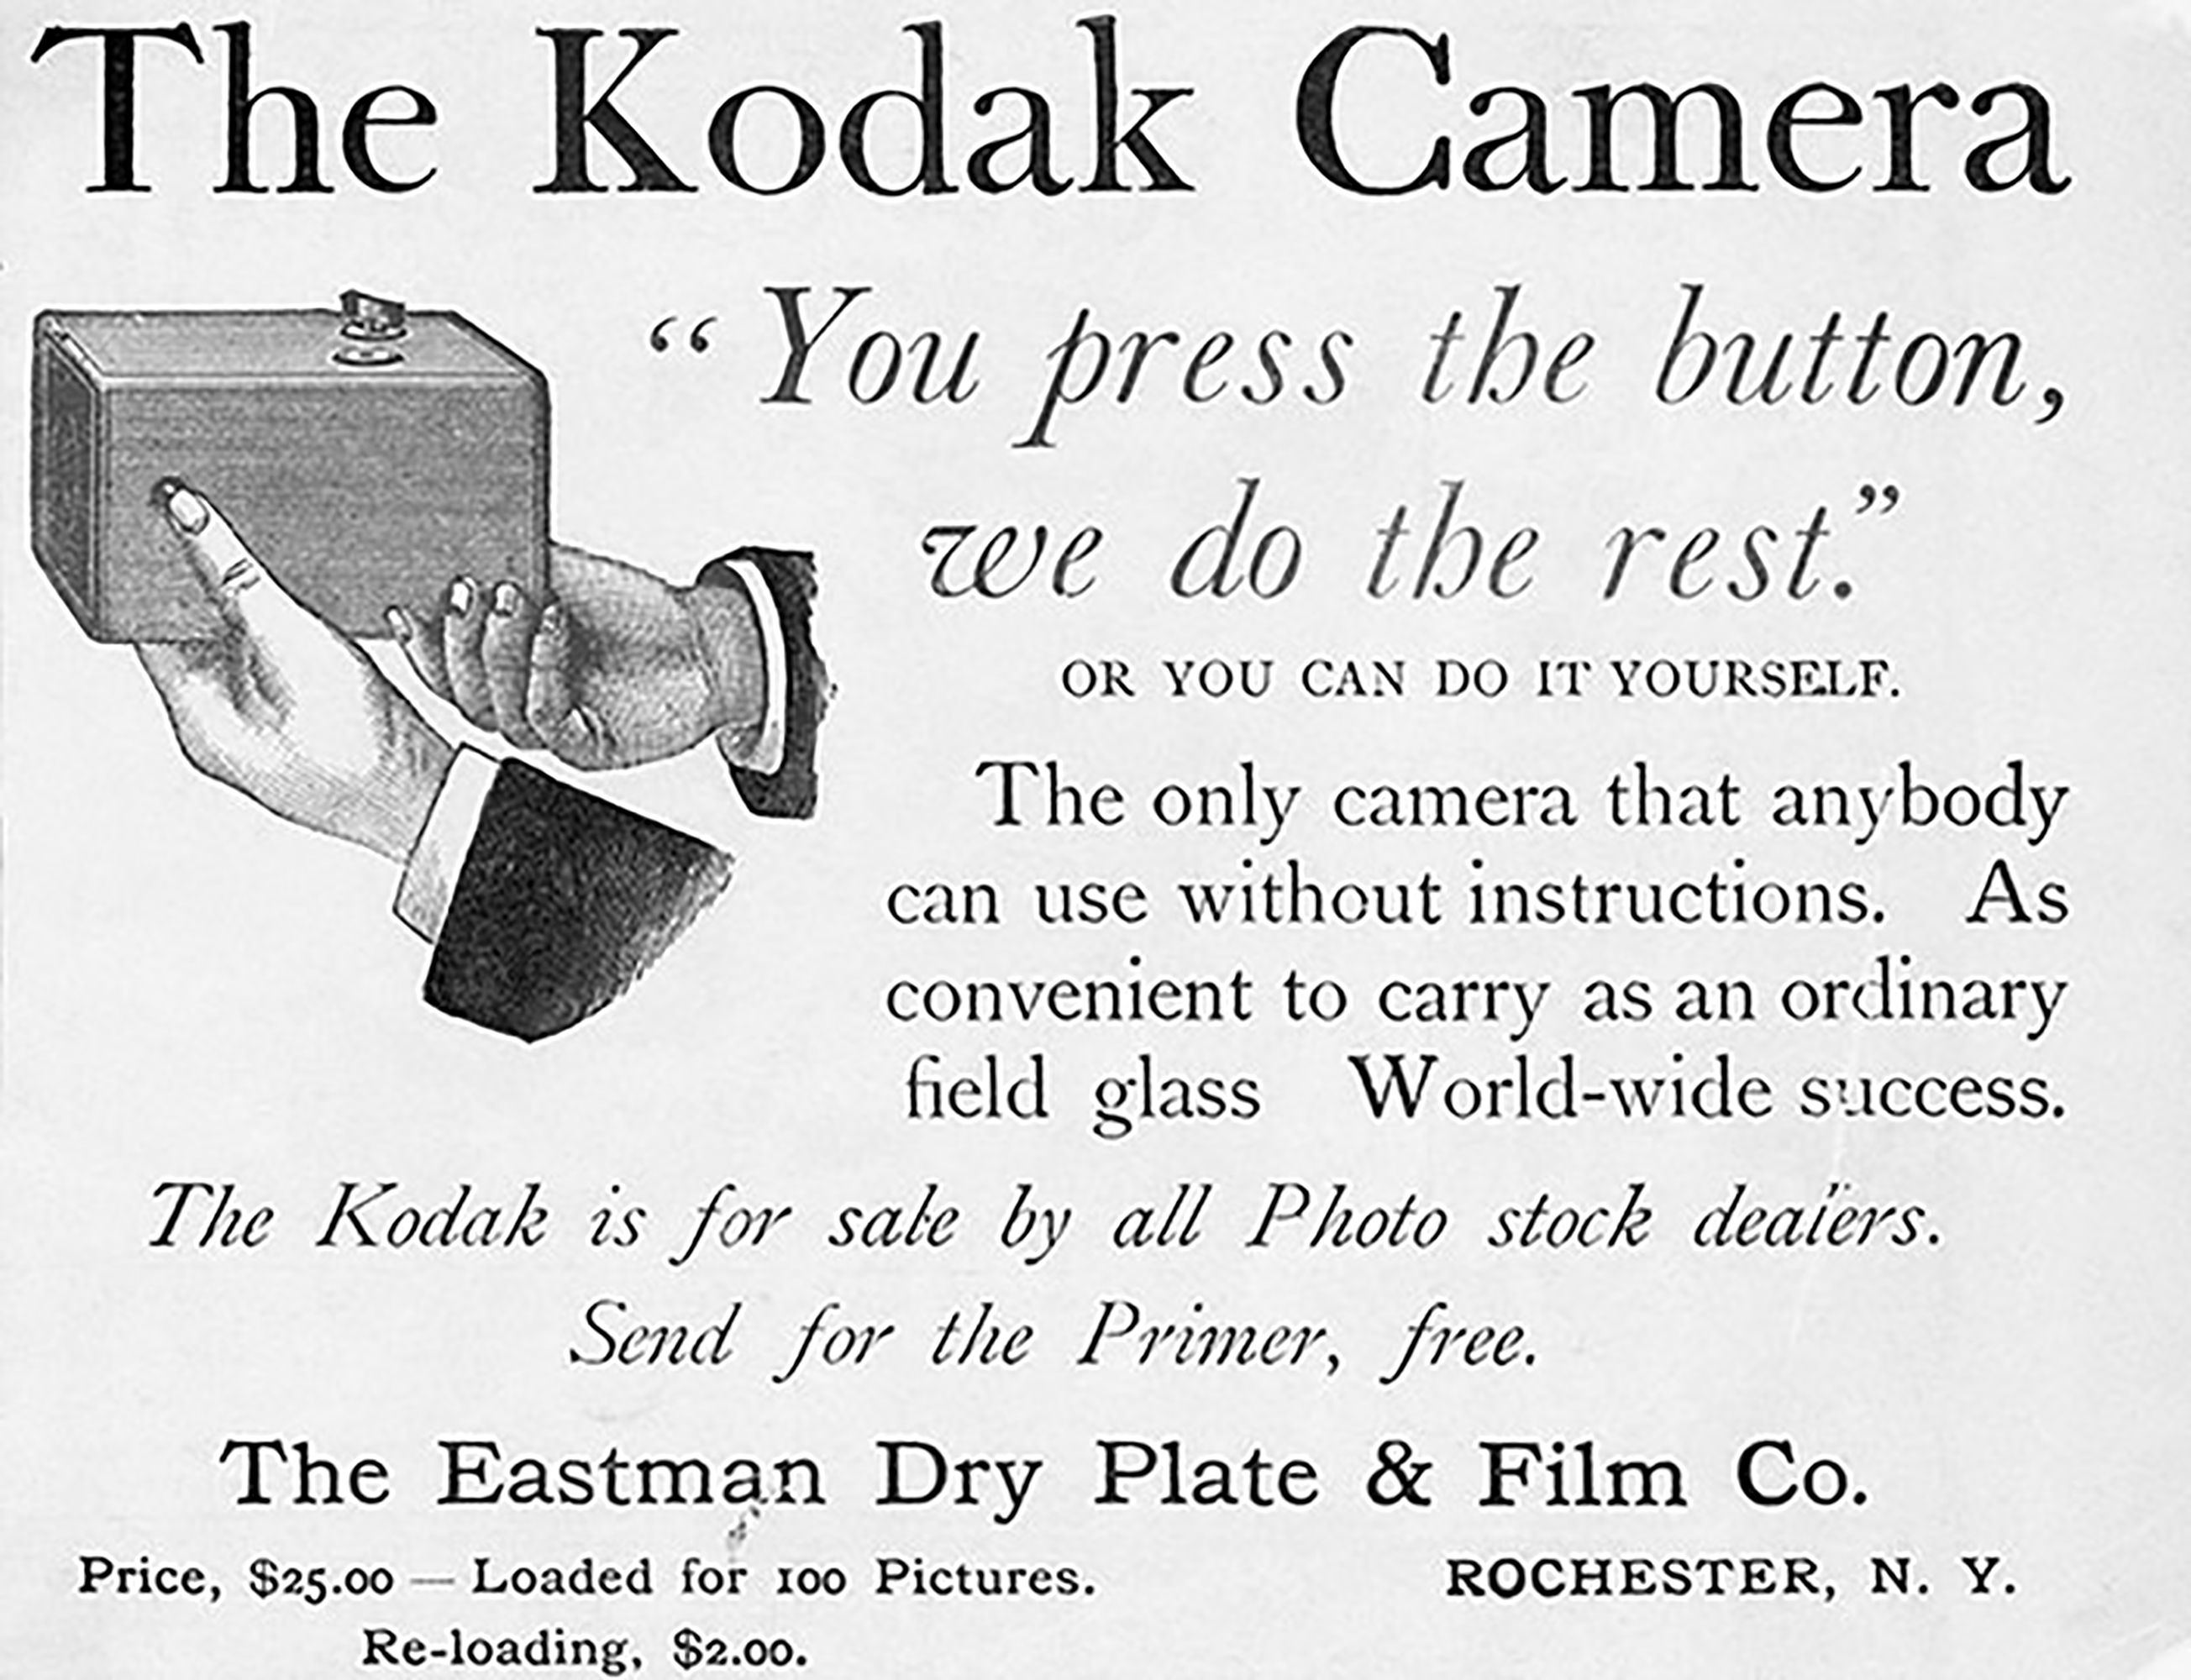 The Kodak Camera
“You press the button,
we do the rest.”
OR YOU CAN DO IT YOURSELF.
The only camera that anybody
can use without instructions. As
convenient to carry as an ordinary
field glass World-wide success.
The Kodak is for sale by all Photo stock dealers.
Send for the Primer, free.
The Eastman Dry Plate & Film Co.
Price, $25.00 — Loaded for 100 Pictures. ROCHESTER, N. Y.
Re-loading, $2.00.